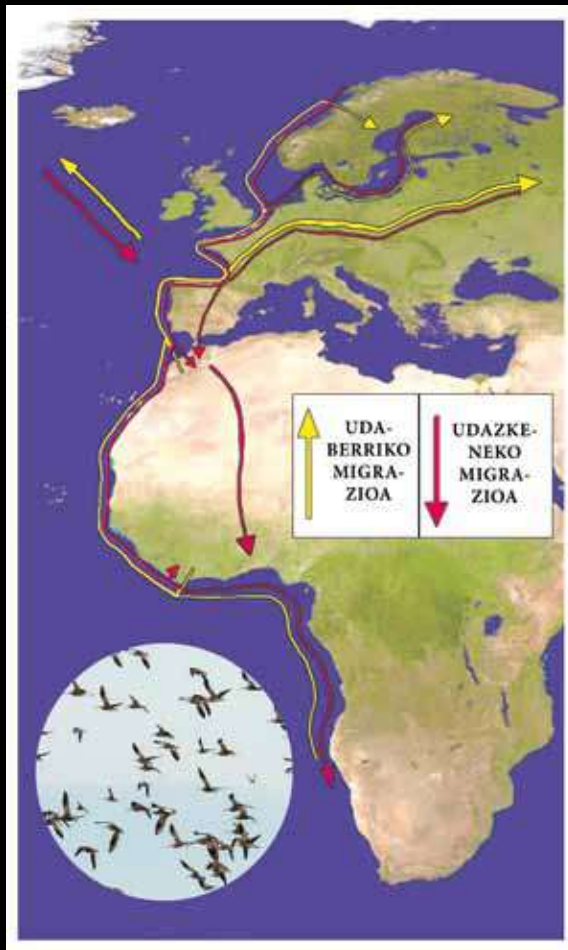 UDA-
BERRIKO
MIGRA-
ZIOA
UDAZKE-
NEKO
MIGRA-
ZIOA